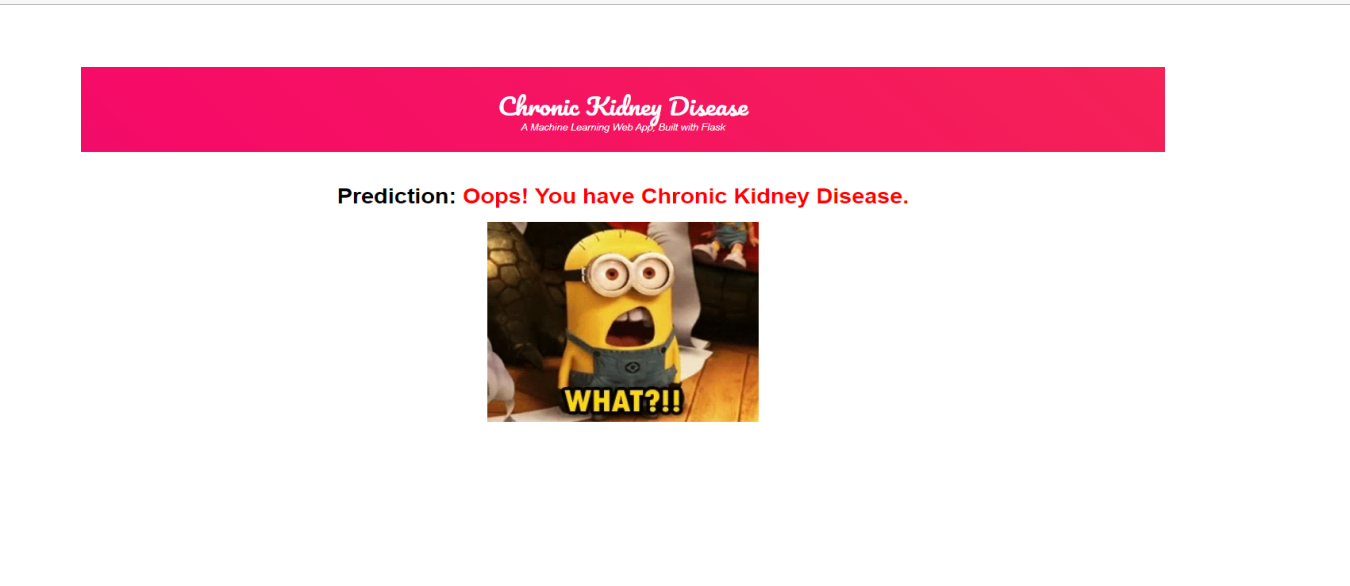 Chronic Kidney Disease
A Machine Learning Web App, Built with Flask
Prediction: Oops! You have Chronic Kidney Disease.
WHAT?!!